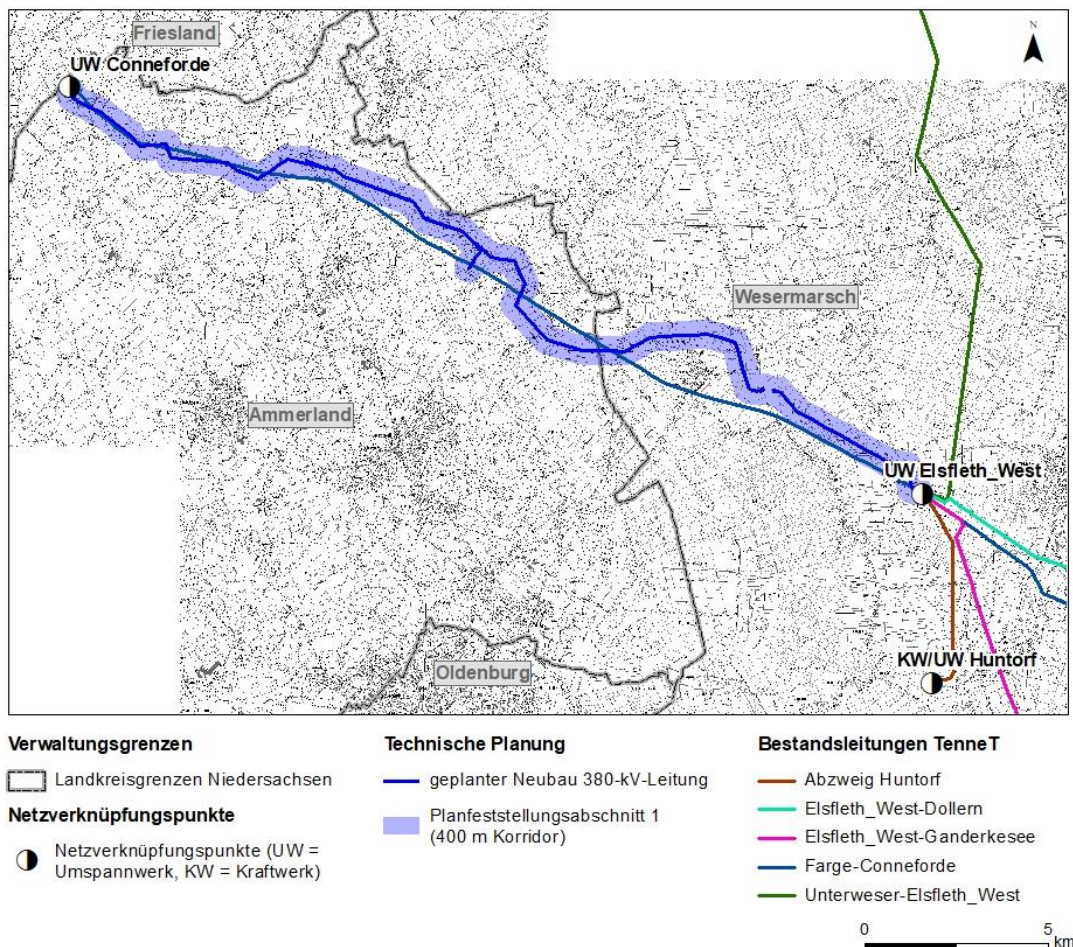 Friesland
UW Conneforde
N
Wesermarsch
Ammerland
UW Elsfleth_West
KW/UW Huntorf
Oldenburg
Verwaltungsgrenzen
Landkreisgrenzen Niedersachsen
Netzverknüpfungspunkte
Netzverknüpfungspunkte (UW =
Umspannwerk, KW = Kraftwerk)
Technische Planung
geplanter Neubau 380-kV-Leitung
Planfeststellungsabschnitt 1
(400 m Korridor)
Bestandsleitungen TenneT
Abzweig Huntorf
Elsfleth_West-Dollern
Elsfleth_West-Ganderkesee
Farge-Conneforde
Unterweser-Elsfleth_West
0 5
km